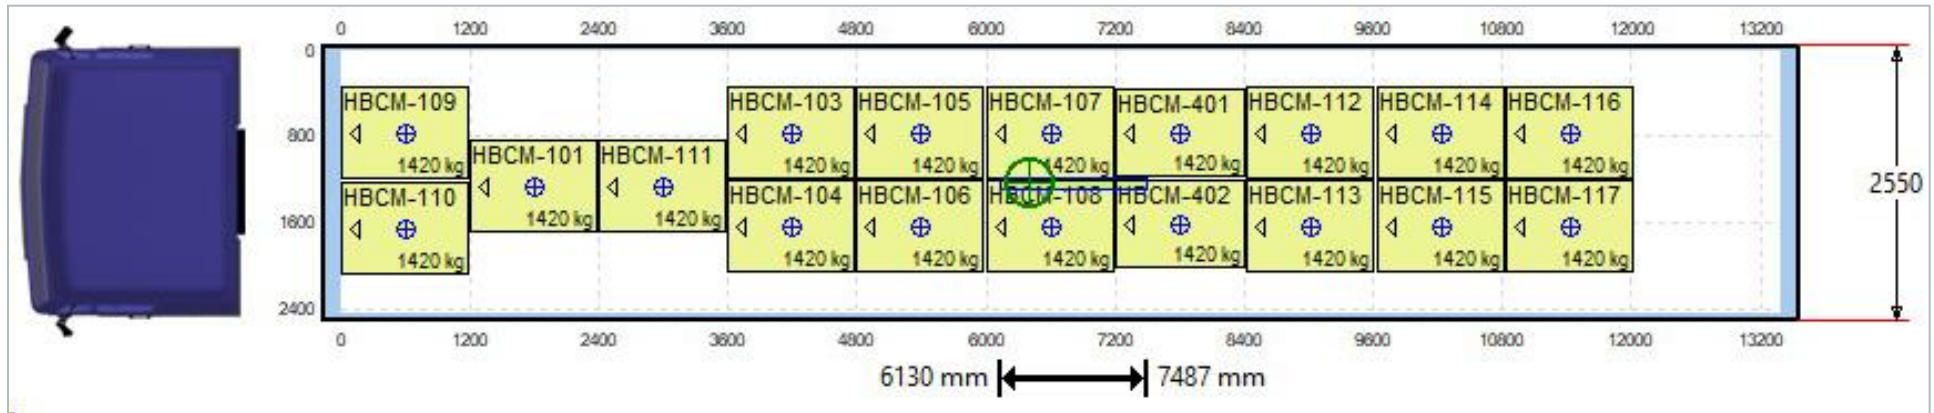 0 1200 2400 3600 4800 6000 7200 8400 9600 10800 12000 13200
0
HBCM-109 HBCM-103 HBCM-105 HBCM-107 HBCM-401 HBCM-112 HBCM-114 HBCM-116
800
HBCM-101 HBCM-111
1420 kg 1420 kg 1420 kg 1420 kg 1420 kg 1420 kg 1420 kg 1420 kg
2550
HBCM-110 HBCM-104 HBCM-106 HBCM-108 HBCM-402 HBCM-113 HBCM-115 HBCM-117
1600
1420 kg 1420 kg
1420 kg 1420 kg 1420 kg 1420 kg 1420 kg 1420 kg 1420 kg 1420 kg
2400
0 1200 2400 3600 4800 6000 7200 8400 9600 10800 12000 13200
6130 mm 7487 mm